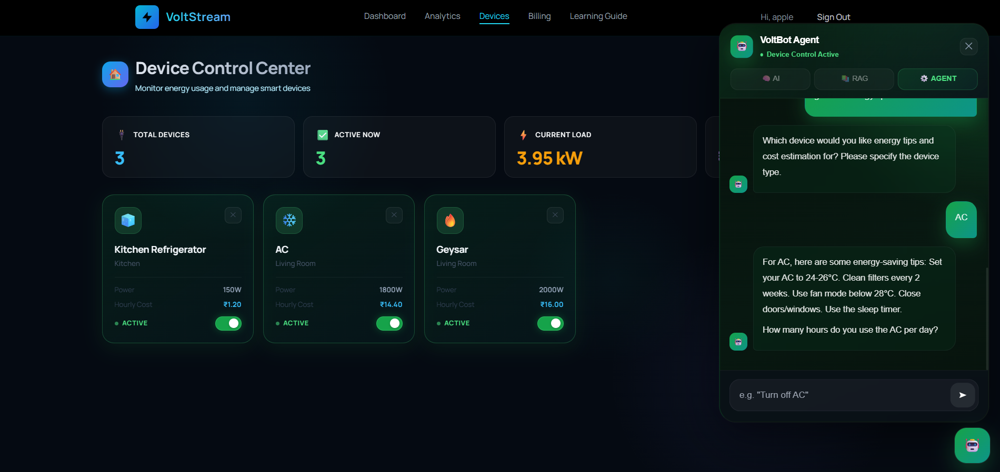 VoltStream
Dashboard
Analytics
Devices
Billing
Learning Guide
Hi, apple
Sign Out
Device Control Center
Monitor energy usage and manage smart devices
TOTAL DEVICES
3
ACTIVE NOW
3
CURRENT LOAD
3.95 kW
Kitchen Refrigerator
Kitchen
Power 150W
Hourly Cost ₹1.20
ACTIVE
AC
Living Room
Power 1800W
Hourly Cost ₹14.40
ACTIVE
Geysar
Living Room
Power 2000W
Hourly Cost ₹16.00
ACTIVE
VoltBot Agent
Device Control Active
AI
RAG
AGENT
Which device would you like energy tips and
cost estimation for? Please specify the device
type.
AC
For AC, here are some energy-saving tips: Set
your AC to 24-26°C. Clean filters every 2
weeks. Use fan mode below 28°C. Close
doors/windows. Use the sleep timer.
How many hours do you use the AC per day?
e.g. "Turn off AC"